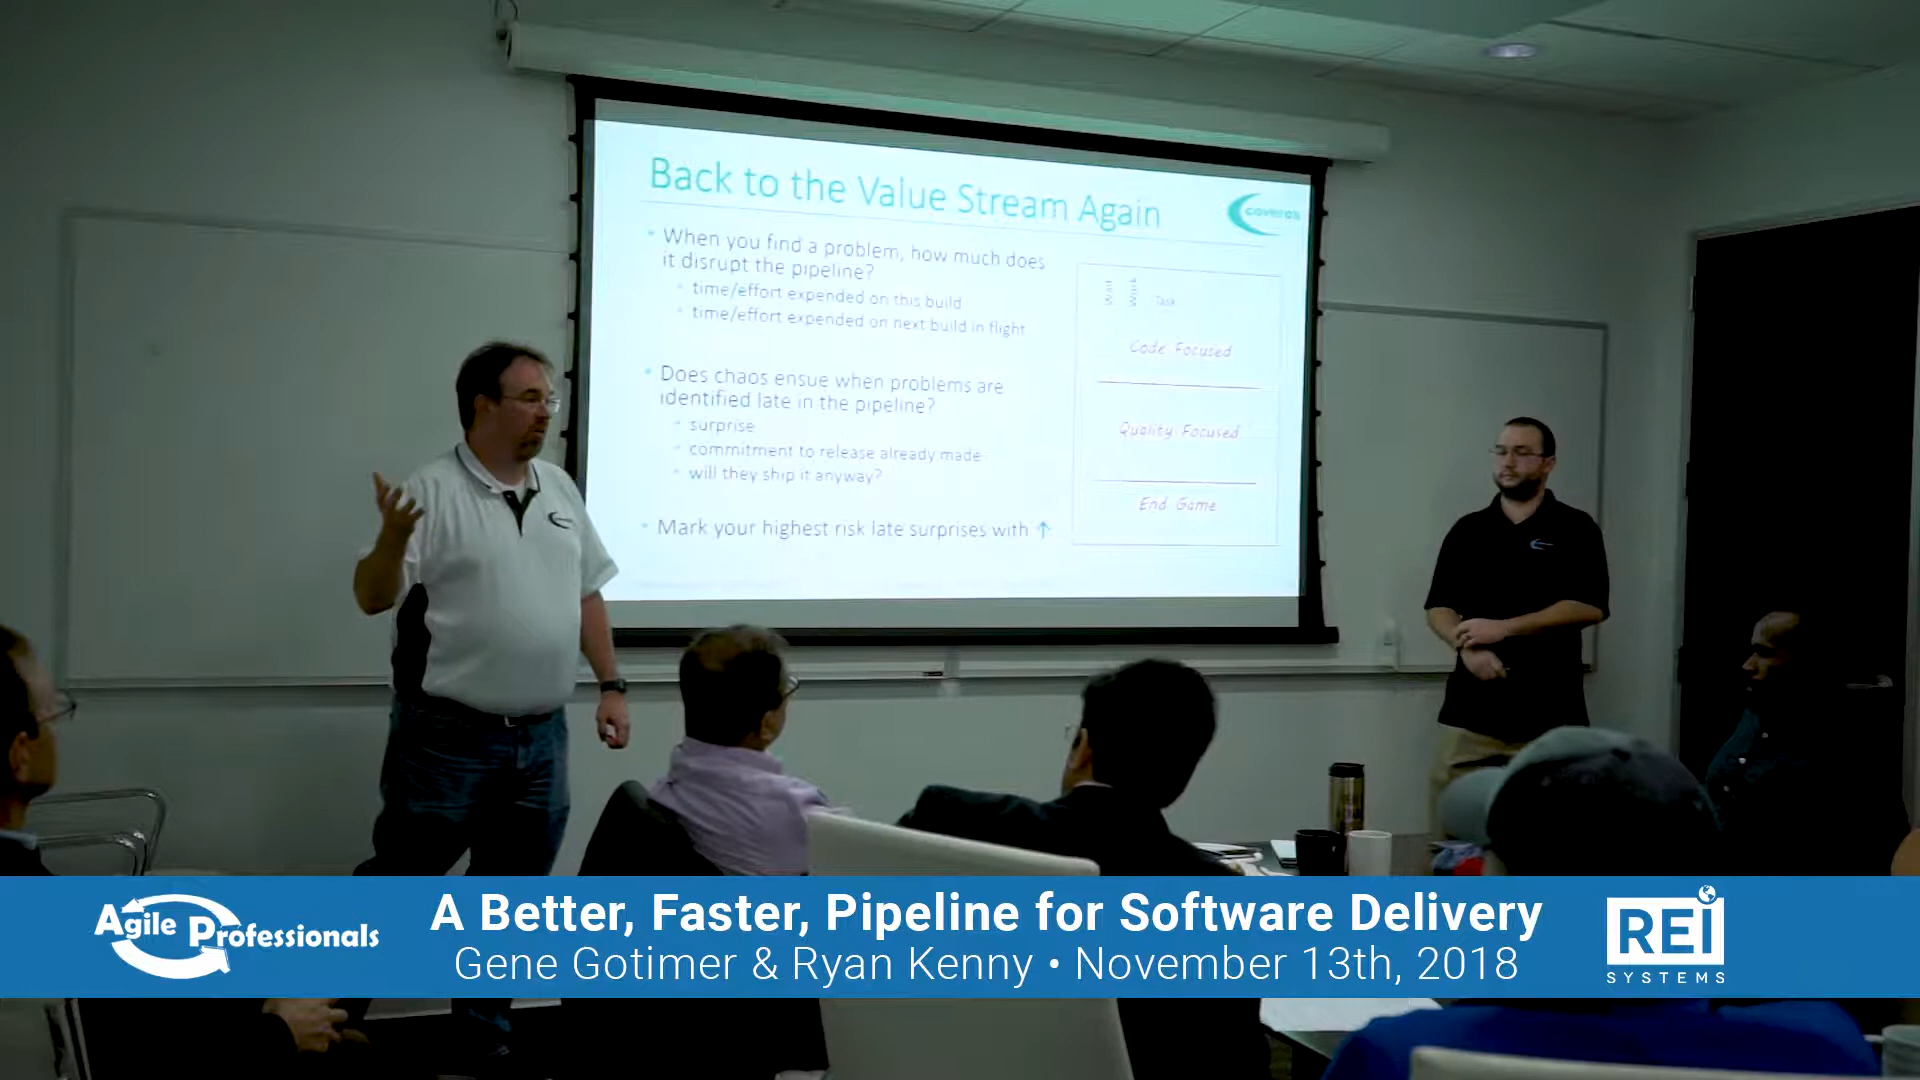 Back to the Value Stream Again
coveros
When you find a problem, how much does
it disrupt the pipeline?
time/effort expended on this build
time/effort expended on next build in flight
Does chaos ensue when problems are
identified late in the pipeline?
surprise
commitment to release already made
will they ship it anyway?
Mark your highest risk late surprises with ↑
Wait
Work
Task
Code Focused
Quality Focused
End Game
Agile Professionals
A Better, Faster, Pipeline for Software Delivery
Gene Gotimer & Ryan Kenny • November 13th, 2018
REI
SYSTEMS